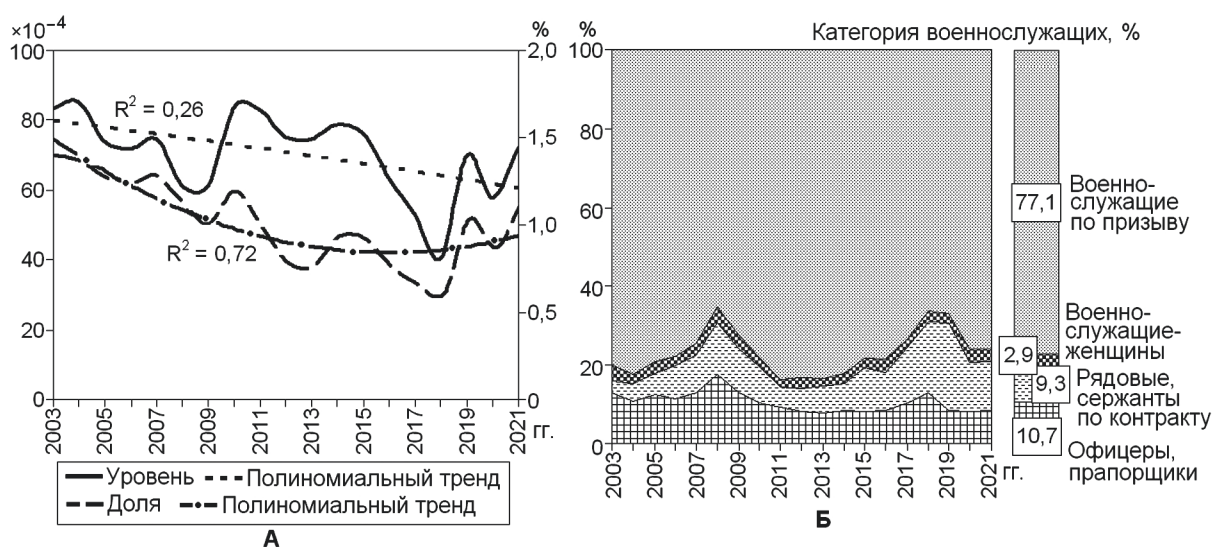 ×10⁻⁴
%
100
80
60
40
20
0
2,0
1,5
1,0
0,5
0
R² = 0,26
R² = 0,72
2003
2005
2007
2009
2011
2013
2015
2017
2019
2021
гг.
Уровень
Полиномиальный тренд
Доля
Полиномиальный тренд
А
%
100
80
60
40
20
0
2003
2005
2007
2009
2011
2013
2015
2017
2019
2021
гг.
Б
Категория военнослужащих, %
77,1
Военно-
служащие
по призыву
2,9
Военно-
служащие-
женщины
9,3
Рядовые,
сержанты
по контракту
10,7
Офицеры,
прапорщики